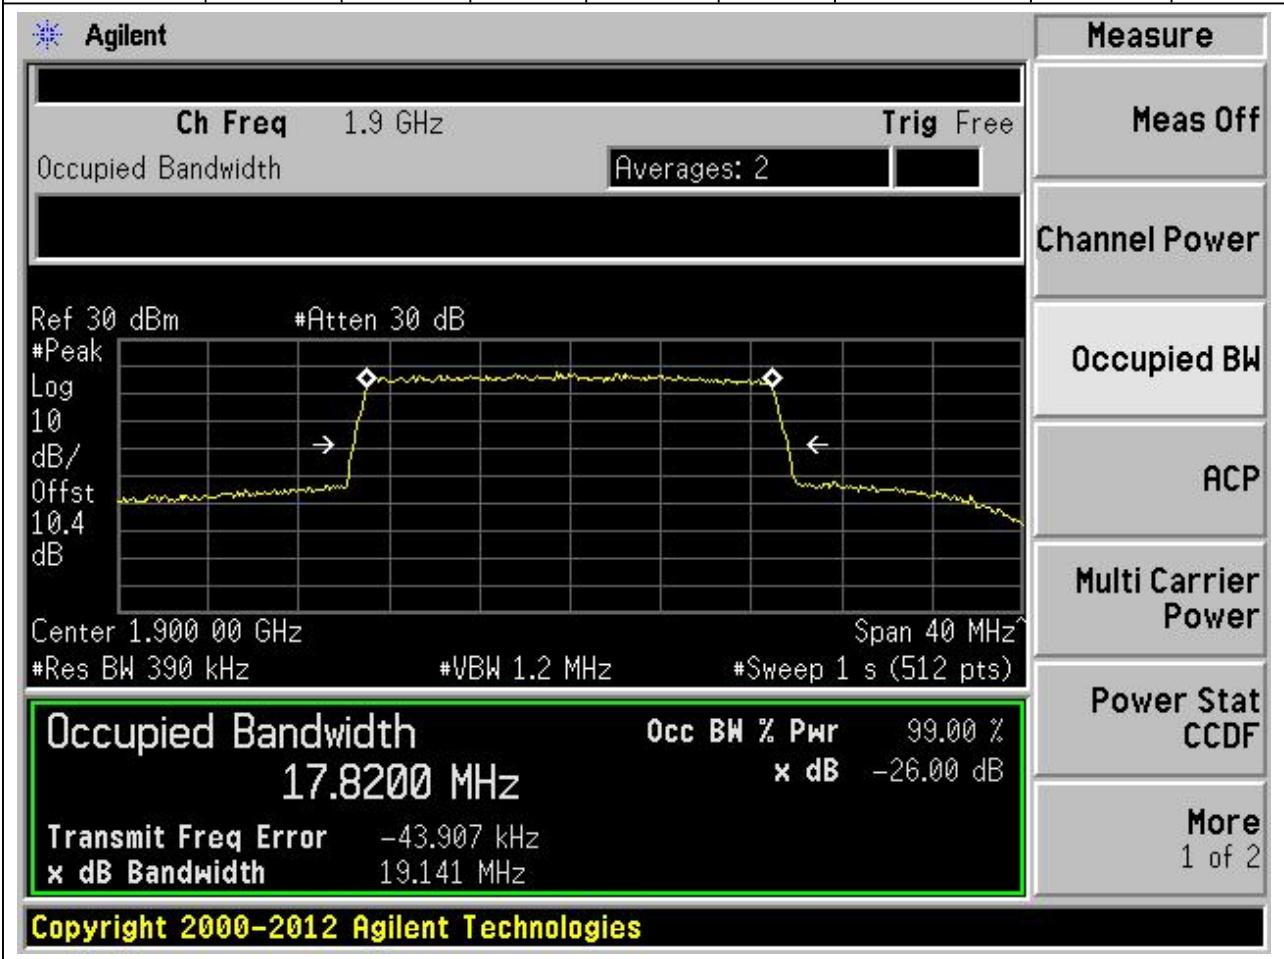 Agilent
Measure
Ch Freq 1.9 GHz Trig Free
Occupied Bandwidth Averages: 2
Meas Off
Channel Power
Occupied BW
ACP
Multi Carrier
Power
Power Stat
CCDF
More
1 of 2
Ref 30 dBm #Atten 30 dB
#Peak
Log
10
dB/
Offst
10.4
dB
Center 1.900 00 GHz Span 40 MHz^
#Res BW 390 kHz #VBW 1.2 MHz #Sweep 1 s (512 pts)
Occupied Bandwidth Occ BW % Pwr 99.00 %
17.8200 MHz x dB -26.00 dB
Transmit Freq Error -43.907 kHz
x dB Bandwidth 19.141 MHz
Copyright 2000-2012 Agilent Technologies